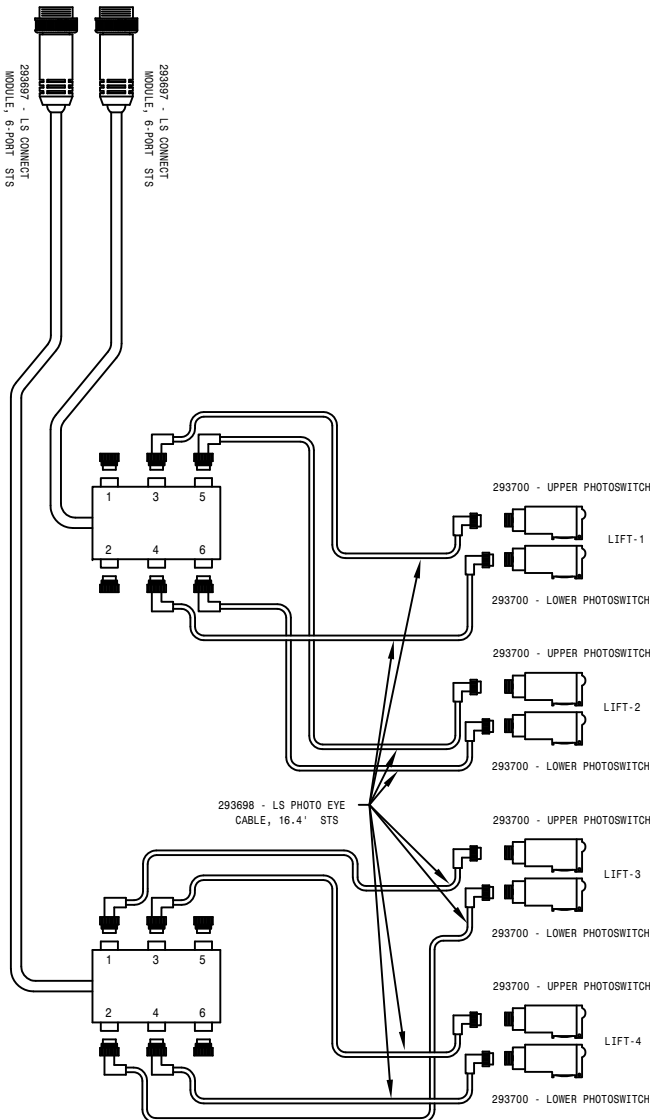 293697 - LS CONNECT
MODULE, 6-PORT STS
293697 - LS CONNECT
MODULE, 6-PORT STS
1 3 5
2 4 6
293700 - UPPER PHOTOSWITCH
LIFT-1
293700 - LOWER PHOTOSWITCH
293700 - UPPER PHOTOSWITCH
LIFT-2
293700 - LOWER PHOTOSWITCH
293698 - LS PHOTO EYE
CABLE, 16.4' STS
293700 - UPPER PHOTOSWITCH
LIFT-3
293700 - LOWER PHOTOSWITCH
1 3 5
2 4 6
293700 - UPPER PHOTOSWITCH
LIFT-4
293700 - LOWER PHOTOSWITCH